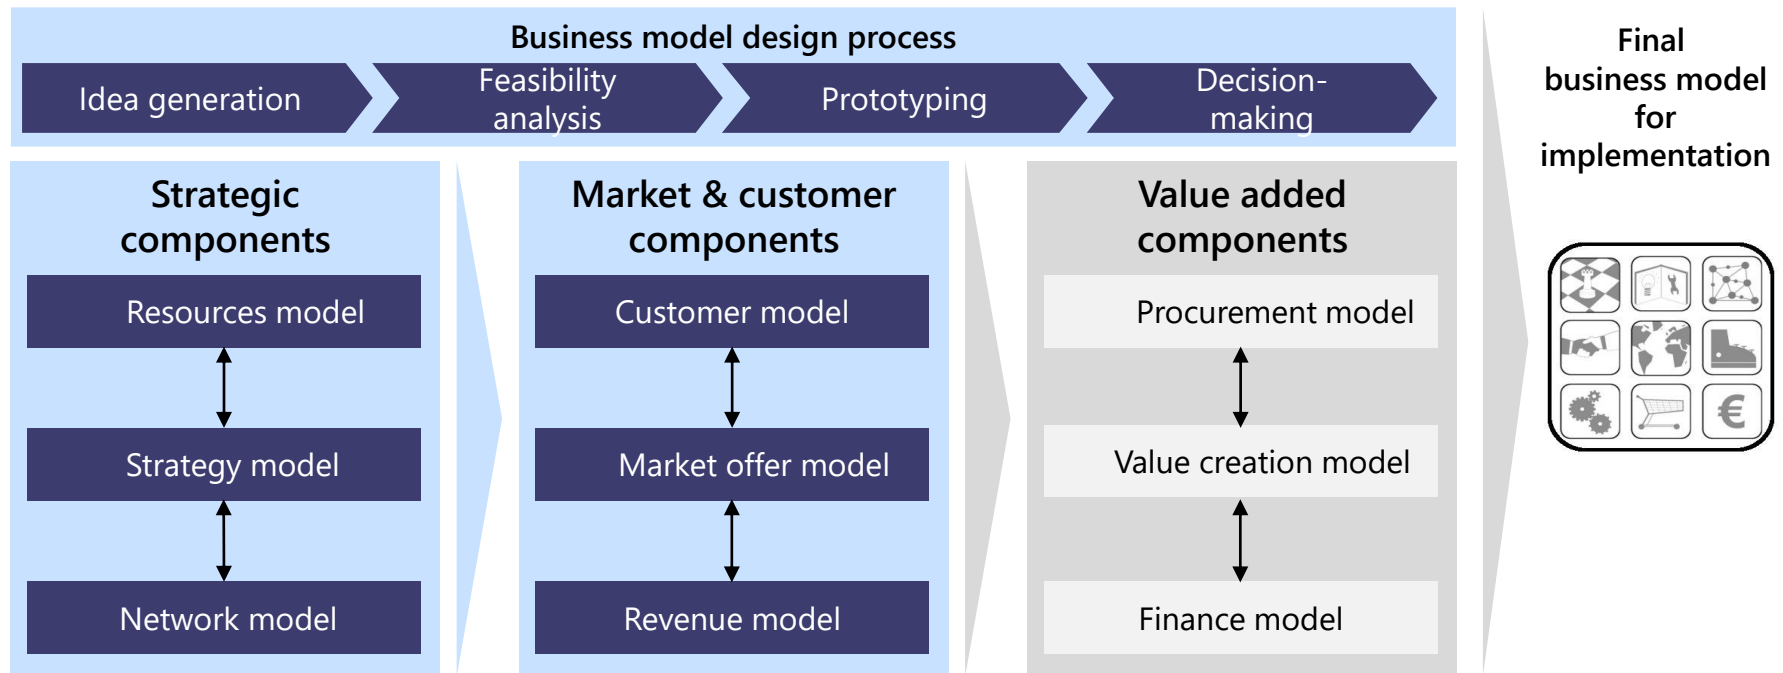 Business model design process
Idea generation
Feasibility
analysis
Prototyping
Decision-
making
Final
business model
for
implementation
Strategic
components
Resources model
Strategy model
Network model
Market & customer
components
Customer model
Market offer model
Revenue model
Value added
components
Procurement model
Value creation model
Finance model
€